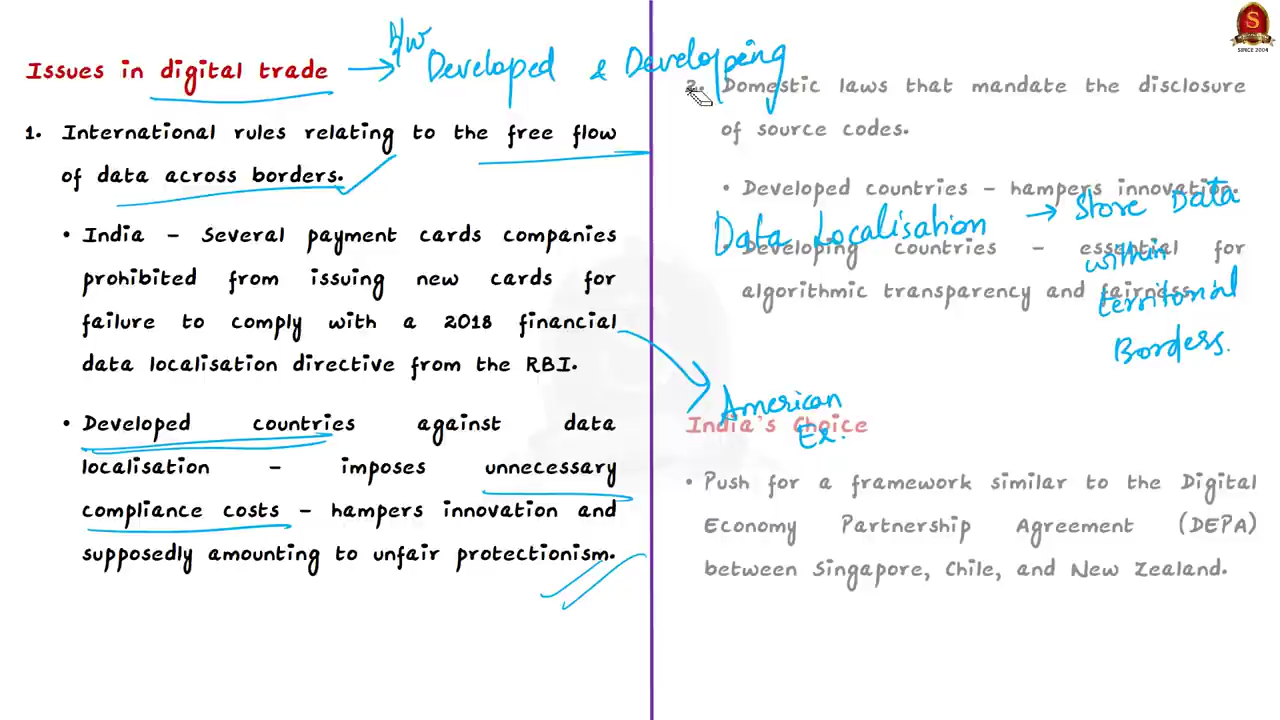 Issues in digital trade → b/w Developed & Developing
1. International rules relating to the free flow
of data across borders.
• India - Several payment cards companies
prohibited from issuing new cards for
failure to comply with a 2018 financial
data localisation directive from the RBI.
• Developed countries against data
localisation - imposes unnecessary
compliance costs - hampers innovation and
supposedly amounting to unfair protectionism.
2. Domestic laws that mandate the disclosure
of source codes.
• Developed countries - hampers innovation.
Data Localisation → Store Data
within
territorial
Borders.
• Developing countries - essential for
algorithmic transparency and fairness.
American
Ex.
India's Choice
• Push for a framework similar to the Digital
Economy Partnership Agreement (DEPA)
between Singapore, Chile, and New Zealand.
S
SINCE 2004